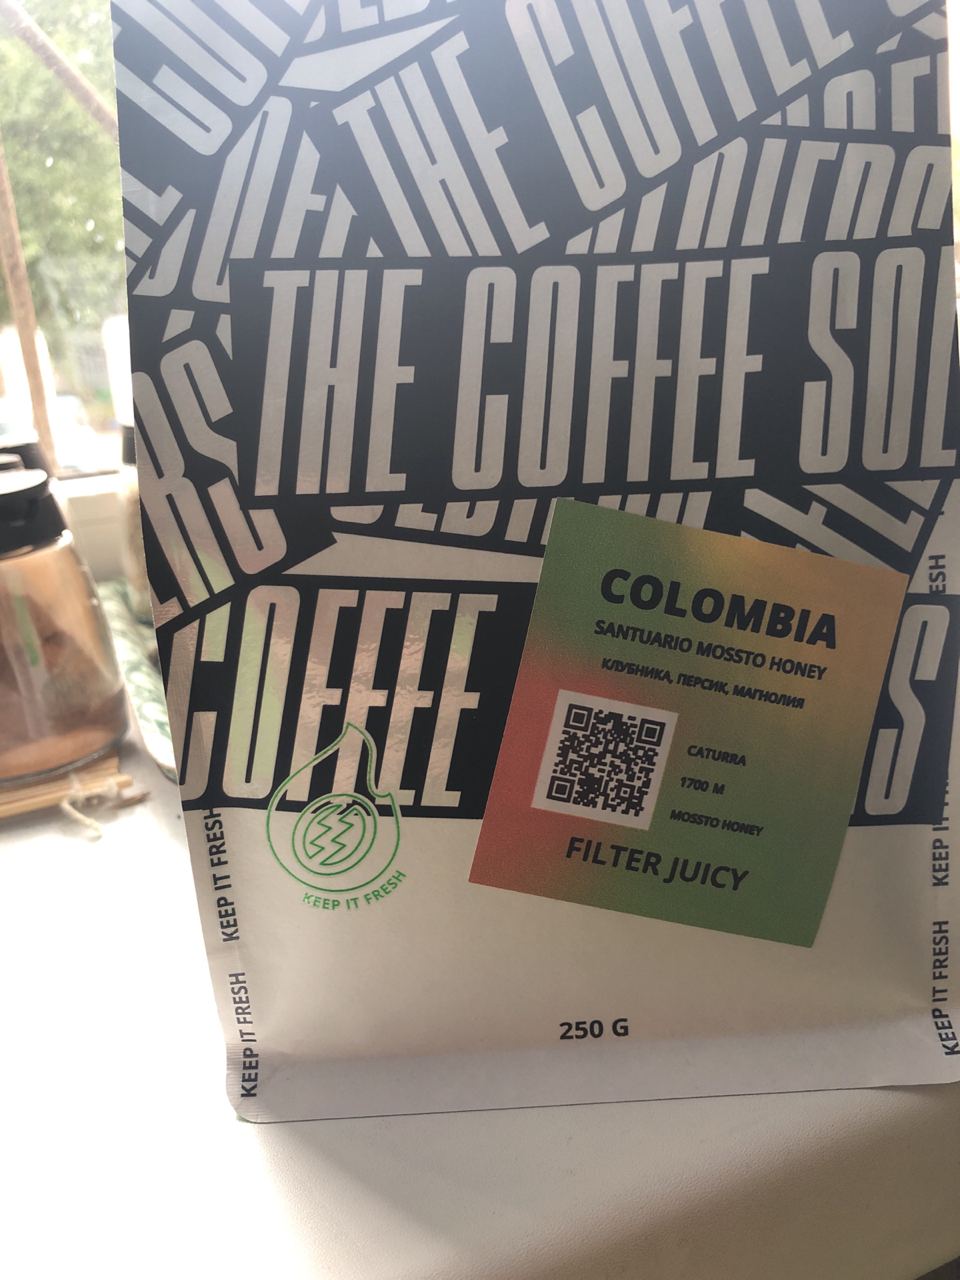 THE COFFEE
THE COFFEE SOL
COFFEE
S
COLOMBIA
SANTUARIO MOSSTO HONEY
КЛУБНИКА, ПЕРСИК, МАГНОЛИЯ
CATURRA
1700 M
MOSSTO HONEY
FILTER JUICY
KEEP IT FRESH
KEEP IT FRESH
KEEP IT FRESH
KEEP IT FRESH
250 G